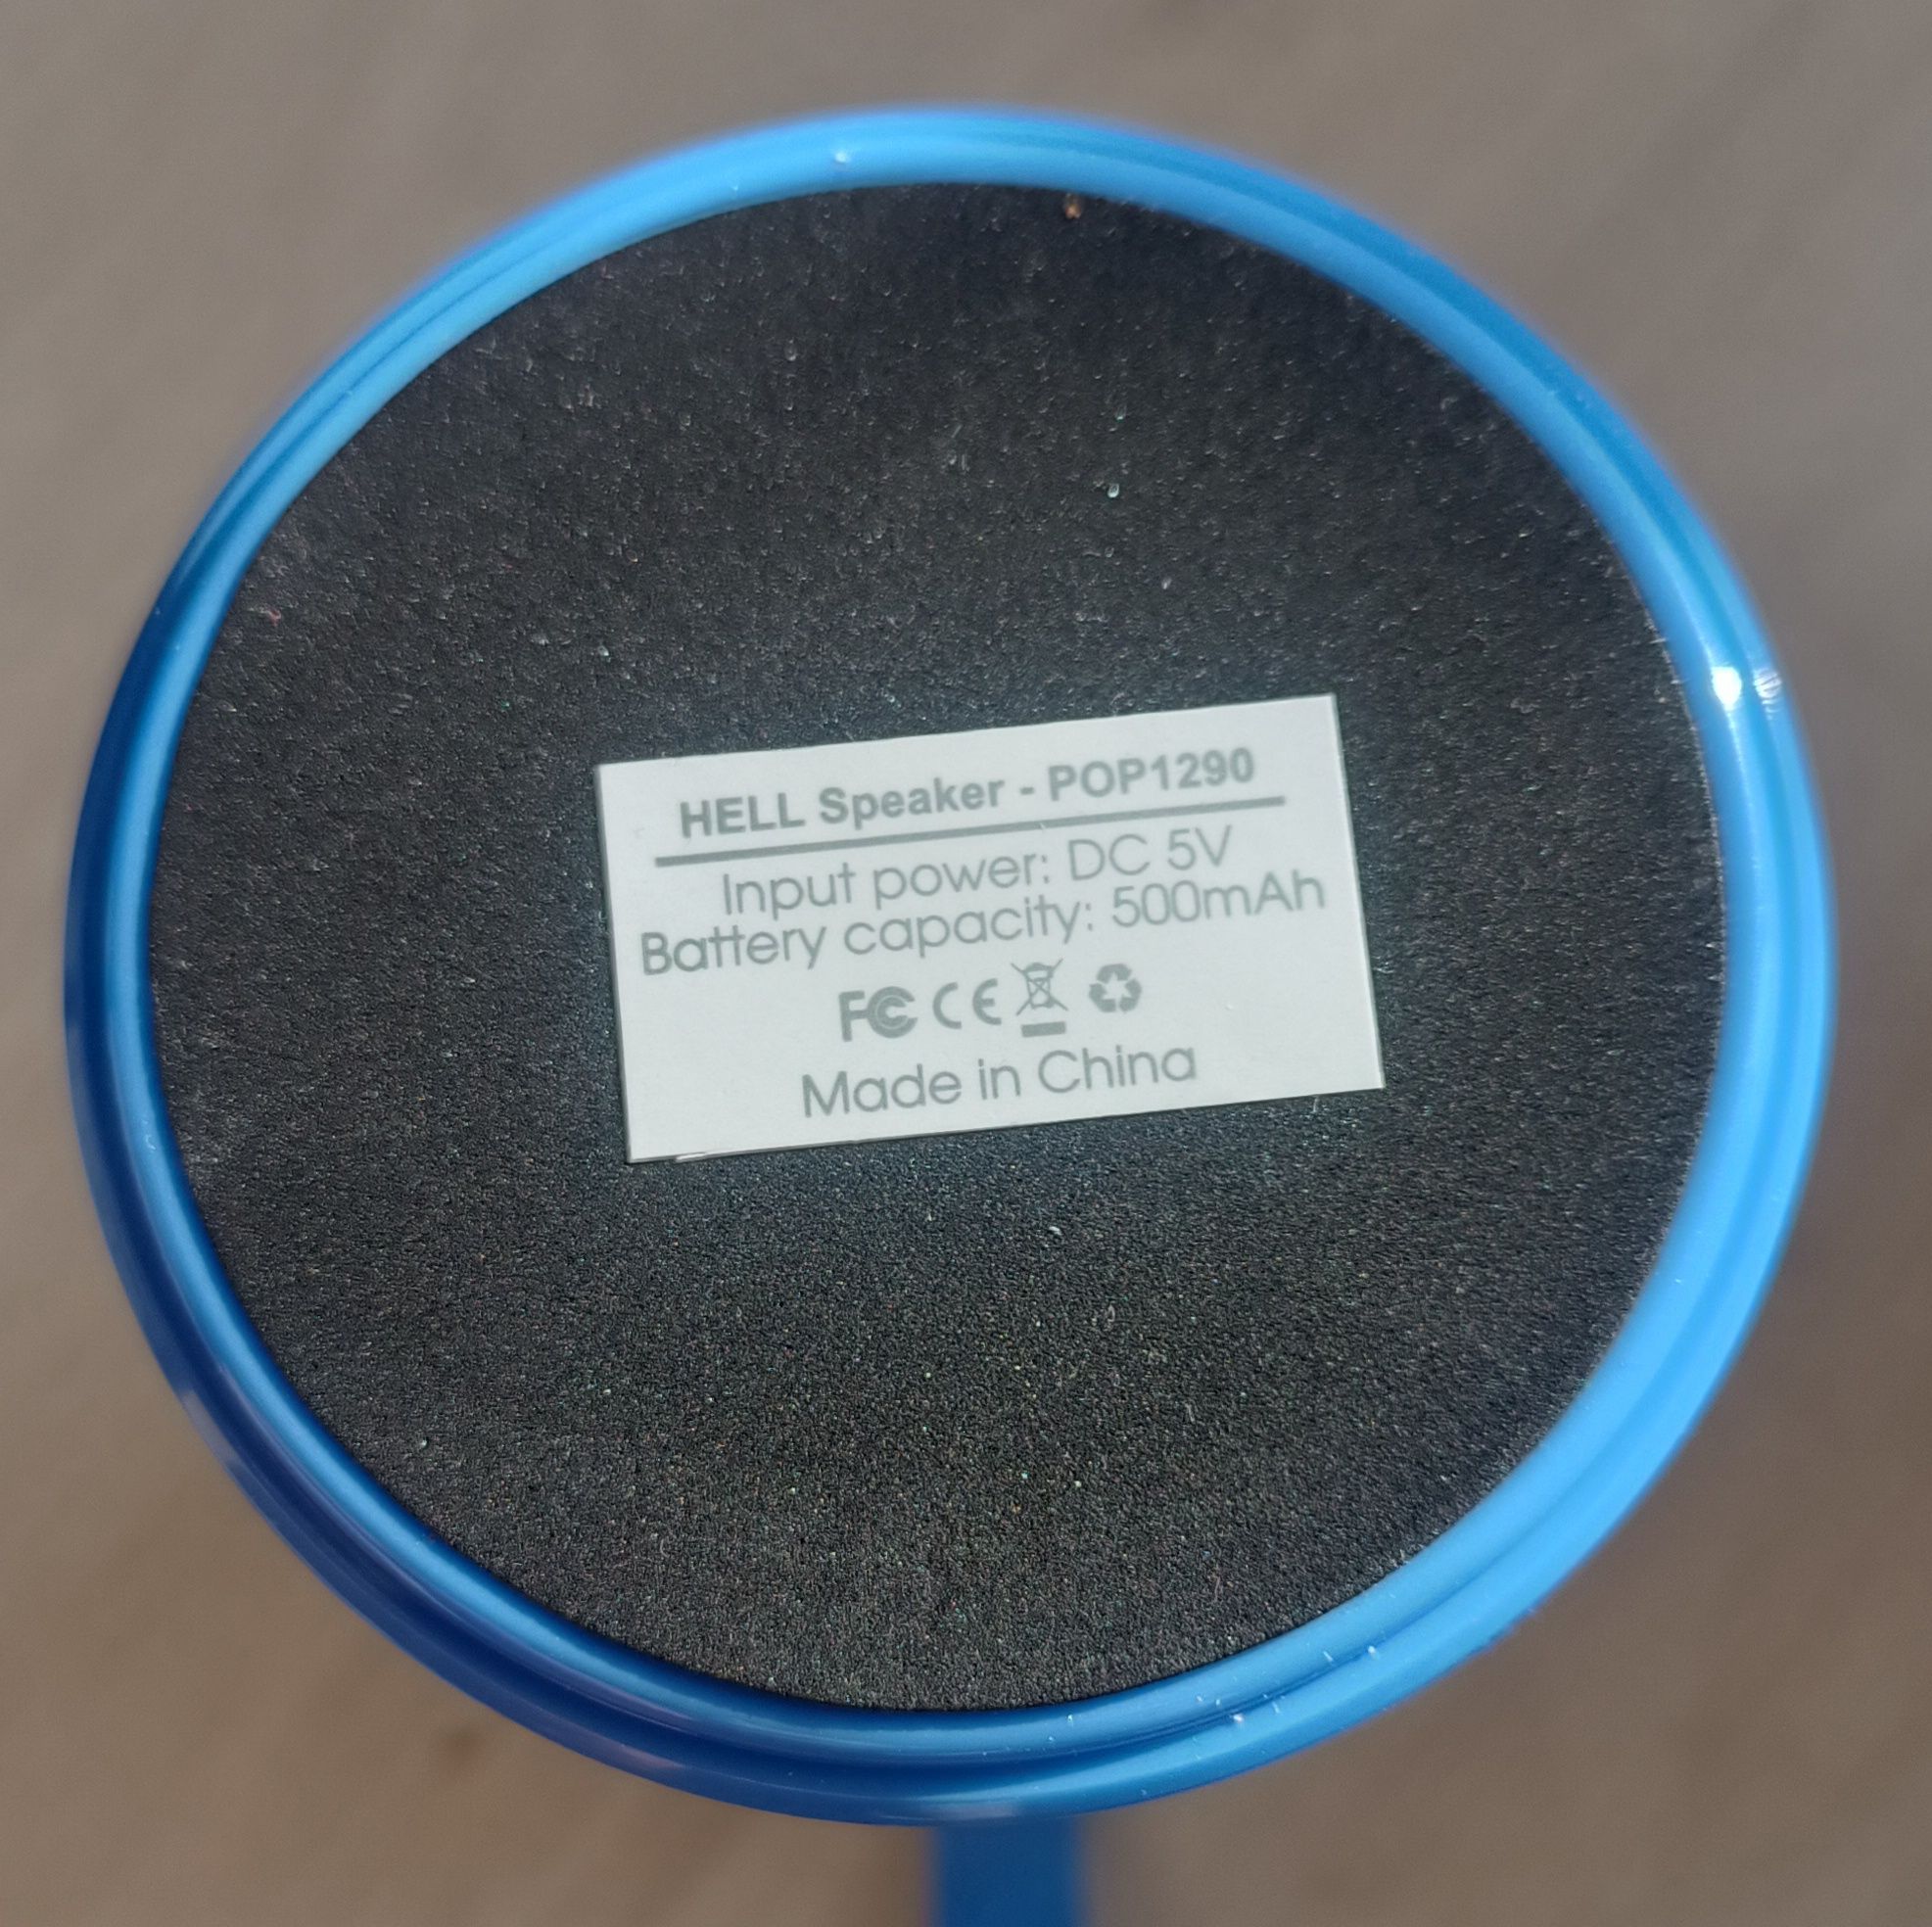 HELL Speaker - POP1290
Input power: DC 5V
Battery capacity: 500mAh
FC CE
Made in China